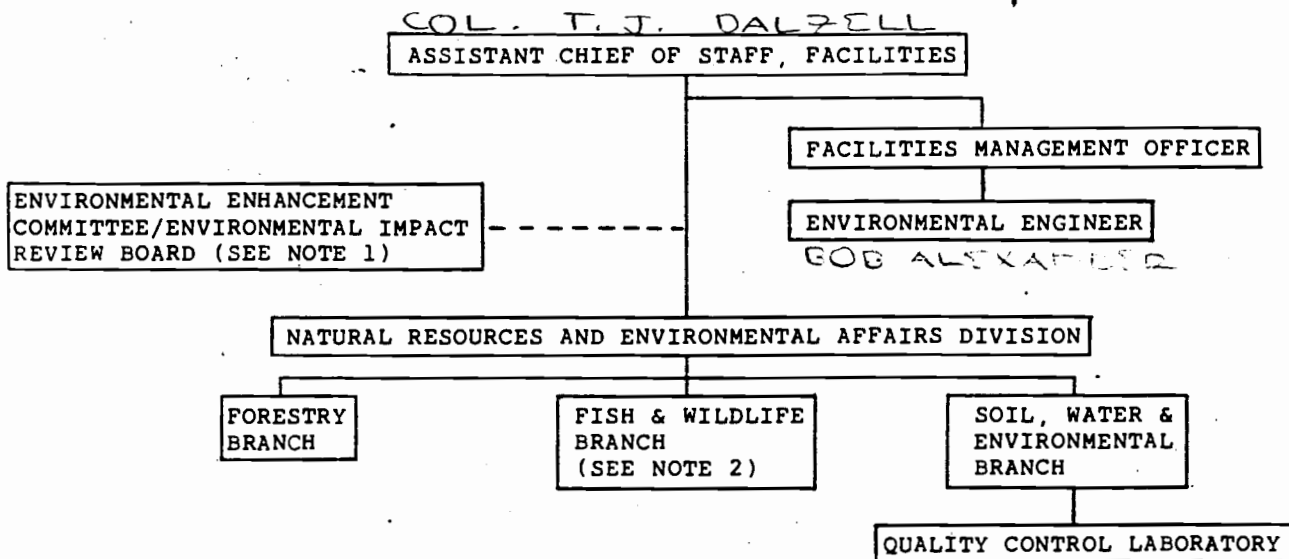 COL. T. J. DALZELL
ASSISTANT CHIEF OF STAFF, FACILITIES
FACILITIES MANAGEMENT OFFICER
ENVIRONMENTAL ENHANCEMENT
COMMITTEE/ENVIRONMENTAL IMPACT
REVIEW BOARD (SEE NOTE 1)
ENVIRONMENTAL ENGINEER
BOB ALEXANDER
NATURAL RESOURCES AND ENVIRONMENTAL AFFAIRS DIVISION
FORESTRY
BRANCH
FISH & WILDLIFE
BRANCH
(SEE NOTE 2)
SOIL, WATER &
ENVIRONMENTAL
BRANCH
QUALITY CONTROL LABORATORY